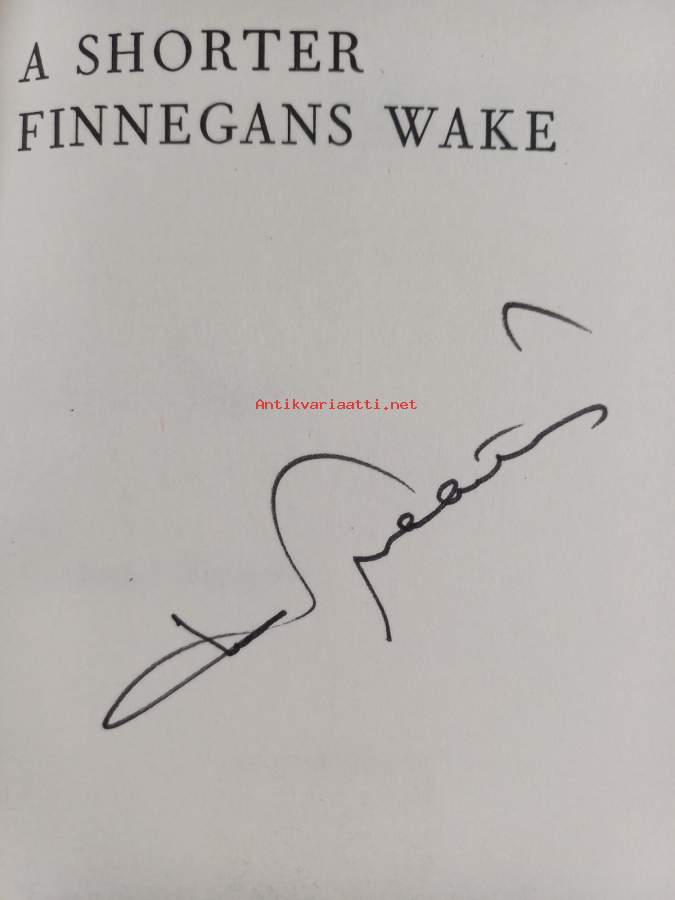 A SHORTER
FINNEGANS WAKE
Antikvariaatti.net